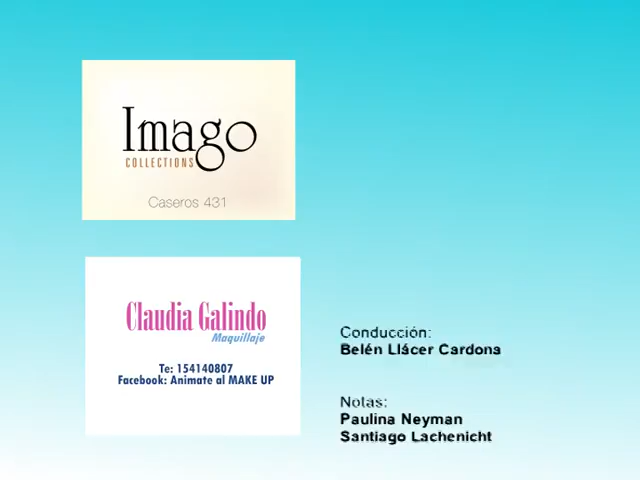 Imago
COLLECTIONS
Caseros 431
Claudia Galindo
Maquillaje
Te: 154140807
Facebook: Animate al MAKE UP
Conducción:
Belén Llácer Cardona
Notas:
Paulina Neyman
Santiago Lachenicht